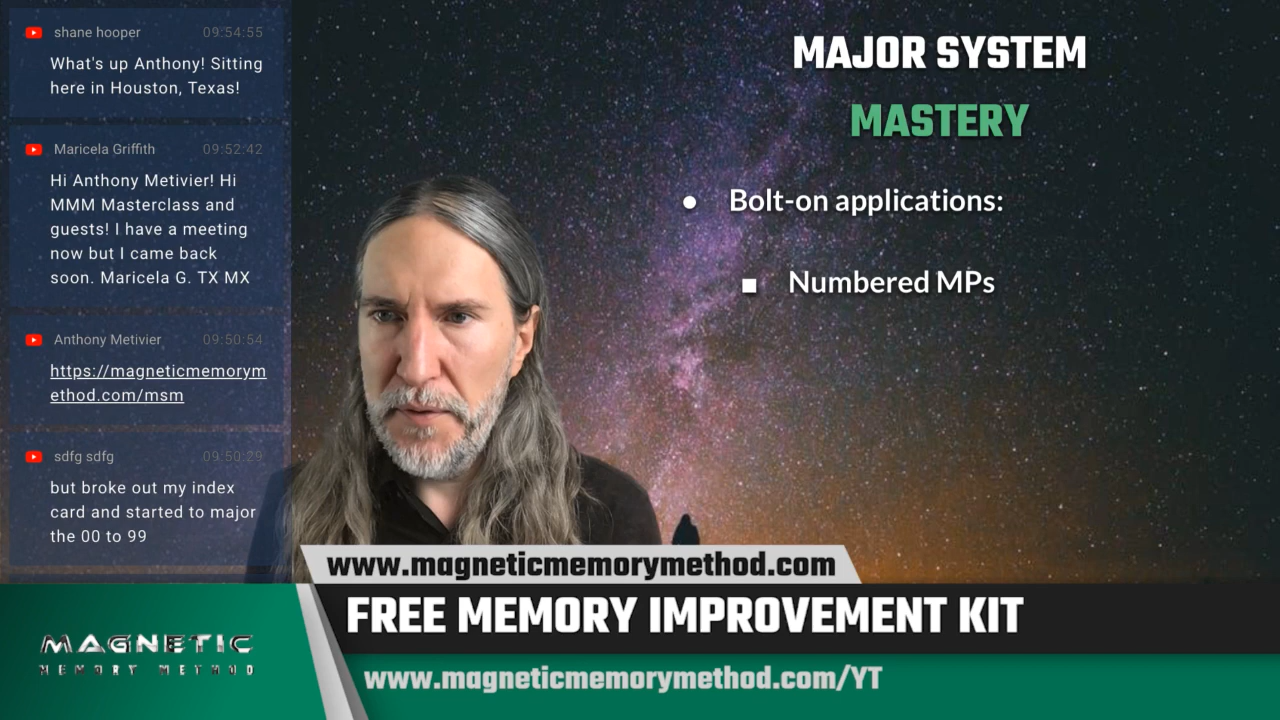 shane hooper 09:54:55
What's up Anthony! Sitting
here in Houston, Texas!
Maricela Griffith 09:52:42
Hi Anthony Metivier! Hi
MMM Masterclass and
guests! I have a meeting
now but I came back
soon. Maricela G. TX MX
Anthony Metivier 09:50:54
https://magneticmemorym
ethod.com/msm
sdfg sdfg 09:50:29
but broke out my index
card and started to major
the 00 to 99
MAJOR SYSTEM
MASTERY
• Bolt-on applications:
▪ Numbered MPs
www.magneticmemorymethod.com
FREE MEMORY IMPROVEMENT KIT
www.magneticmemorymethod.com/YT
MAGNETIC
MEMORY METHOD